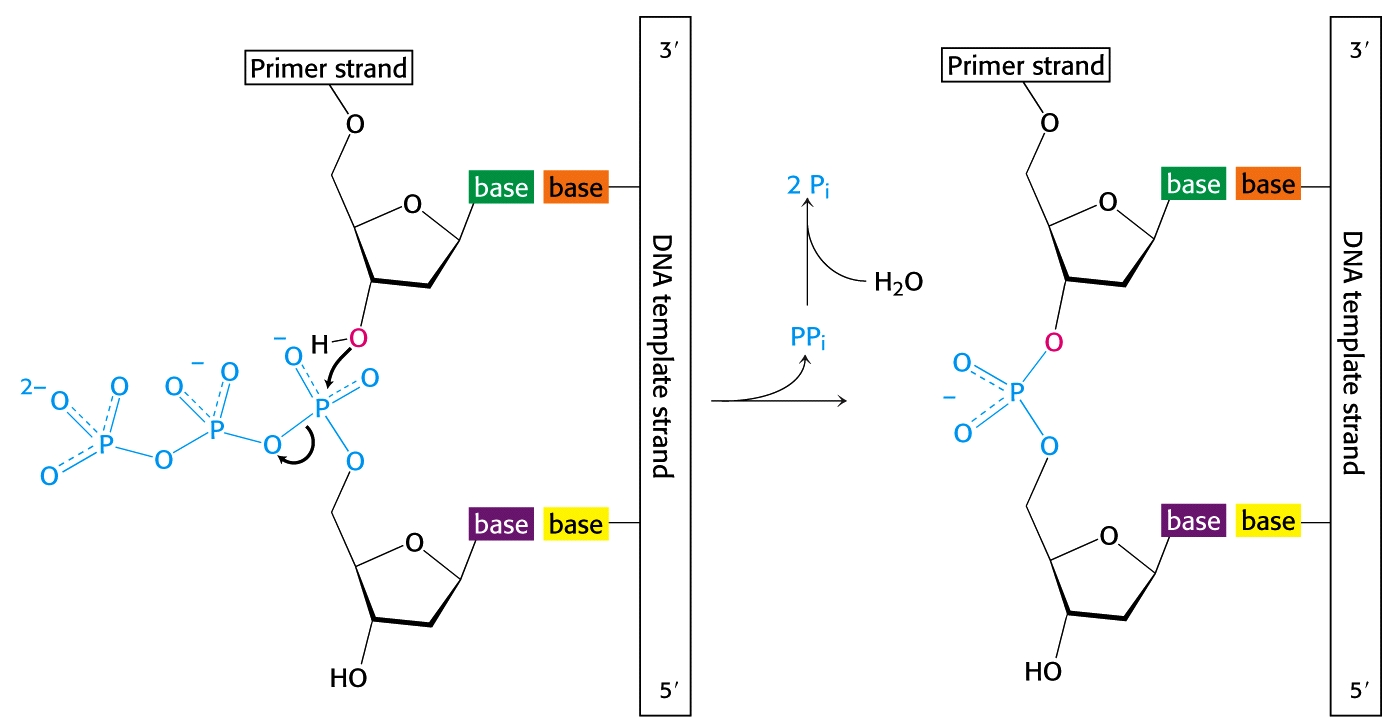 Primer strand
O
O
base base
3′
DNA template strand
5′
H–O
−
O
O
−
O
O
2−
O
O
O
P
O
P
O
P
O
O
base base
HO
2 Pᵢ
H₂O
PPᵢ
Primer strand
O
O
base base
3′
DNA template strand
5′
O
O
−
P
O
O
O
base base
HO